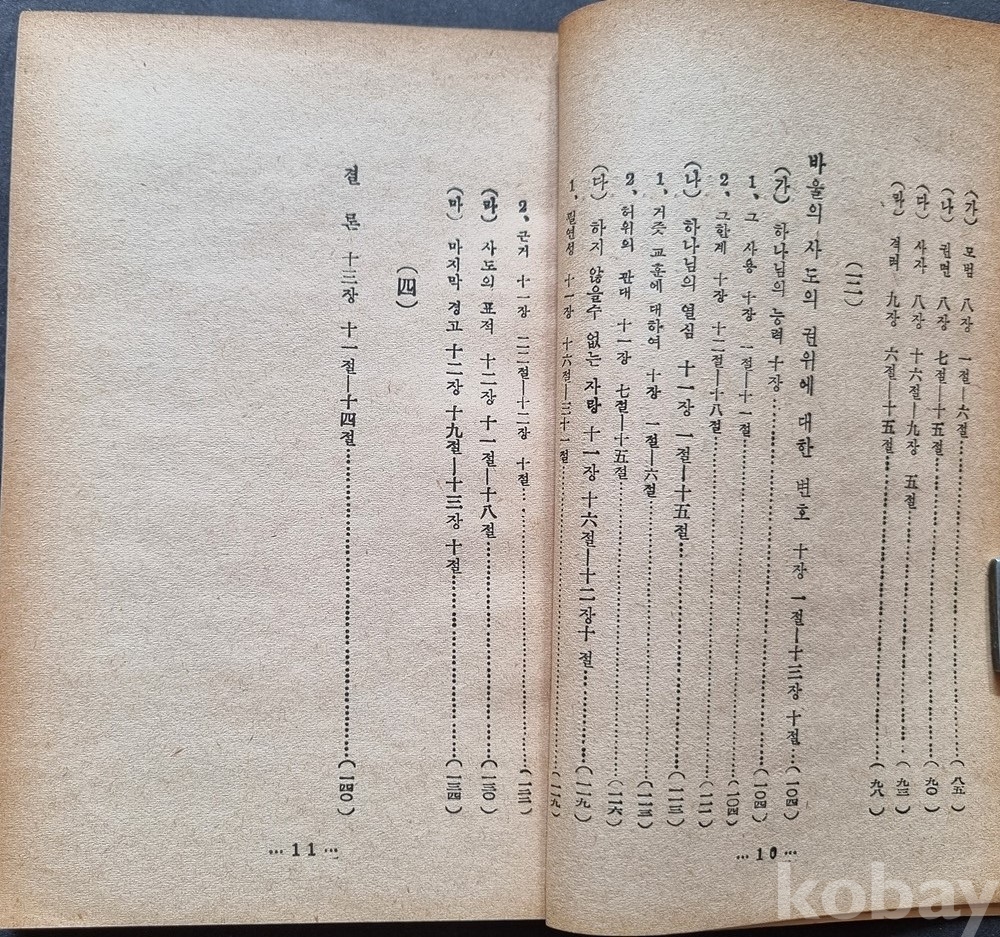 (가) 모범 八장 一절—六절 (八五)
(나) 권면 八장 七절—十五절 (九〇)
(다) 사자 八장 十六절—九장 五절 (九三)
(라) 격려 九장 六절—十五절 (九八)
(三)
바울의 사도의 권위에 대한 변호 十장 一절—十三장 十절 (一〇四)
(가) 하나님의 능력 十장 (一〇四)
1、그 사용 十장 一절—十一절 (一〇四)
2、그한계 十장 十二절—十八절 (一一一)
(나) 하나님의 열심 十一장 一절—十五절 (一一三)
1、거즛 교훈에 대하여 十장 一절—六절 (一一三)
2、허위의 관대 十一장 七절—十五절 (一一六)
(다) 하지 않을수 없는 자랑 十一장 十六절—十二장十 절 (一一九)
1、필연성 十一장 十六절—二十一절 (一一九)
2、근거 十一장 二二절—十二장 十절
(마) 사도의 표적 十二장 十一절—十八절 (一三〇)
(마) 마지막 경고 十二장 十九절—十三장 十절 (一三四)
(四)
결 론 十三장 十一절—十四절 (一四〇)
…10…
…11…
kobay